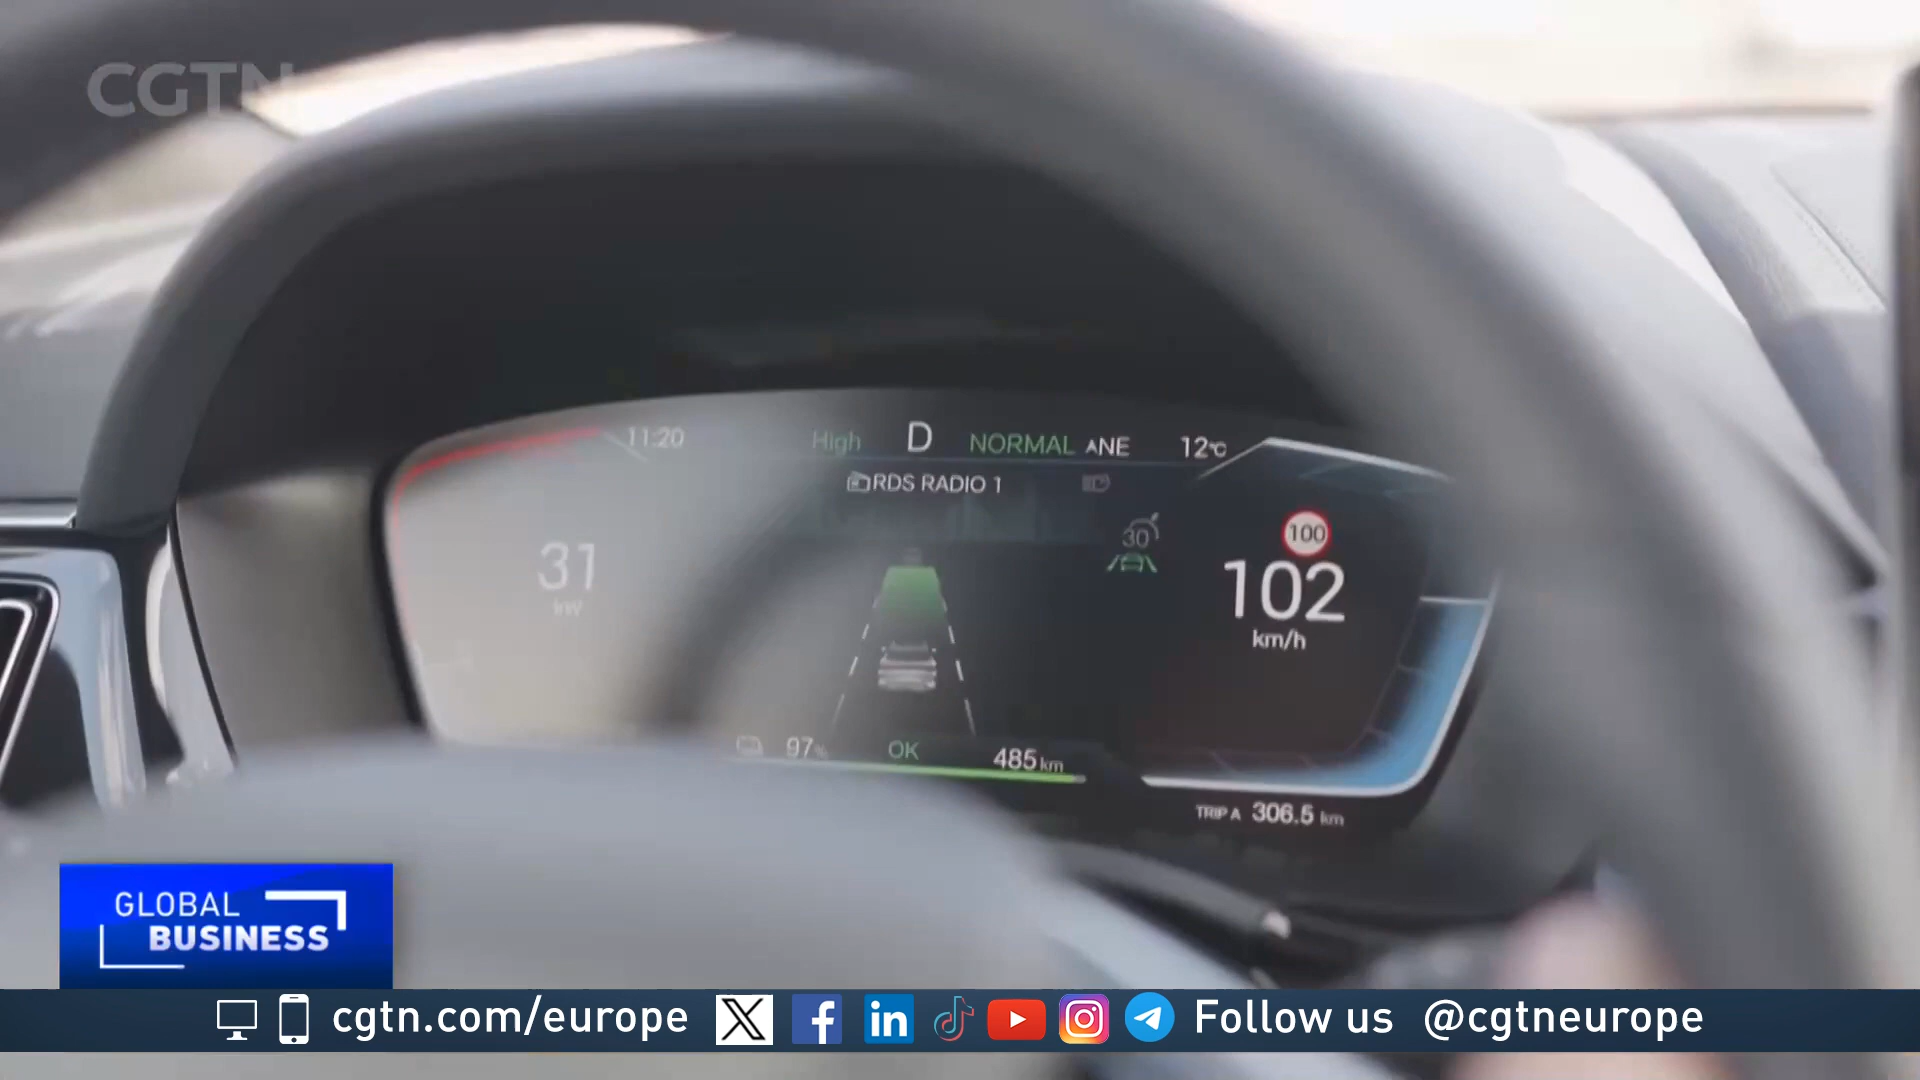 CGTN
11:20 High D NORMAL ANE 12°C
RDS RADIO 1
31
kW
30
100
102
km/h
97% OK 485 km
TRIP A 306.5 km
GLOBAL
BUSINESS
cgtn.com/europe Follow us @cgtneurope